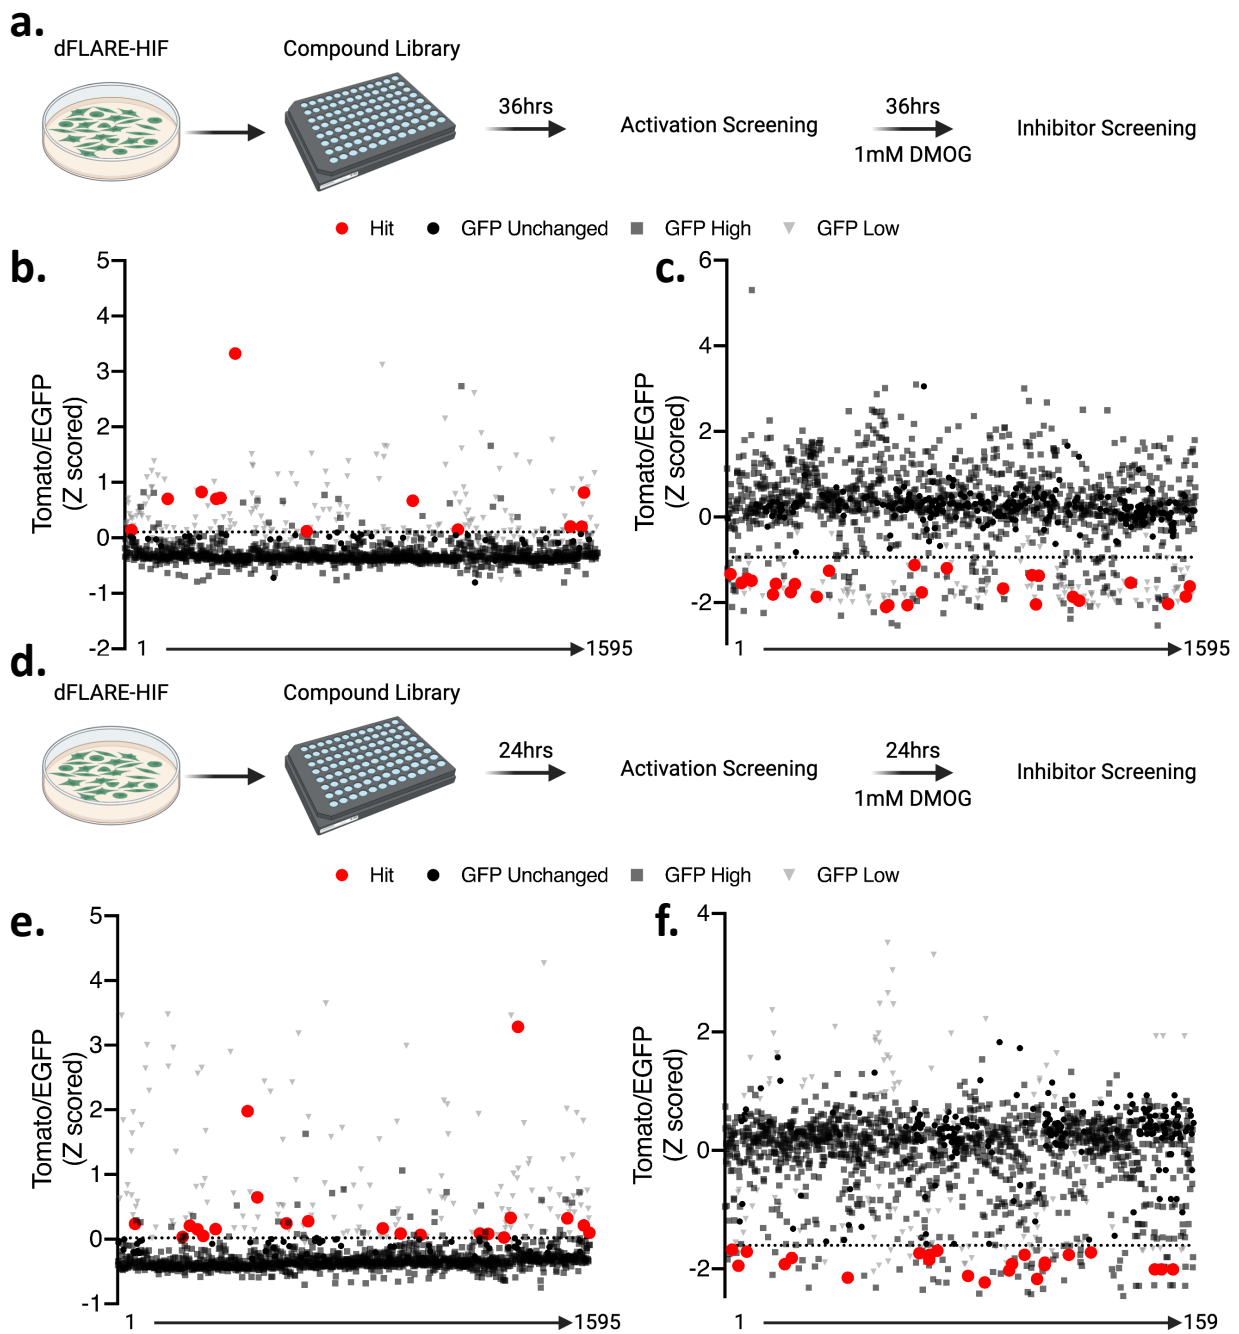 a.
dFLARE-HIF
Compound Library
36hrs
Activation Screening
36hrs
1mM DMOG
Inhibitor Screening
Hit GFP Unchanged GFP High GFP Low
b.
Tomato/EGFP
(Z scored)
5
4
3
2
1
0
-1
-2
1 1595
c.
Tomato/EGFP
(Z scored)
6
4
2
0
-2
1 1595
d.
dFLARE-HIF
Compound Library
24hrs
Activation Screening
24hrs
1mM DMOG
Inhibitor Screening
Hit GFP Unchanged GFP High GFP Low
e.
Tomato/EGFP
(Z scored)
5
4
3
2
1
0
-1
1 1595
f.
Tomato/EGFP
(Z scored)
4
2
0
-2
1 159